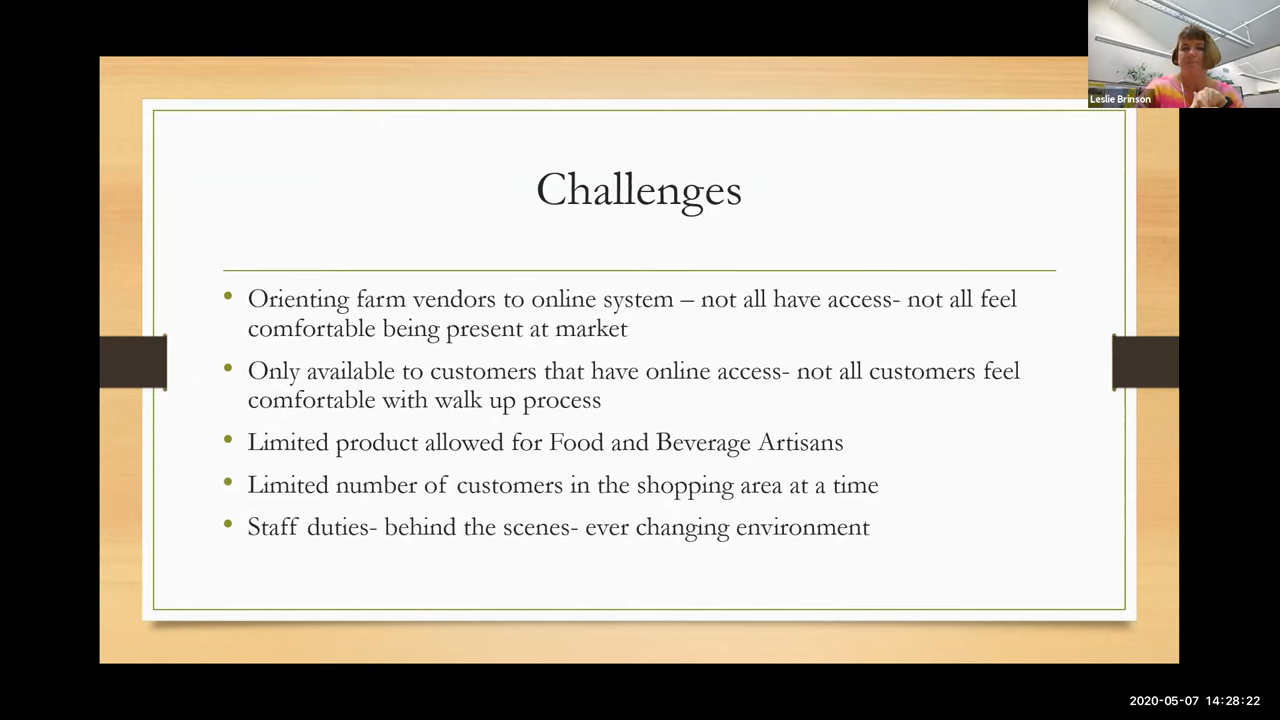 Leslie Brinson
Challenges
• Orienting farm vendors to online system – not all have access- not all feel
comfortable being present at market
• Only available to customers that have online access- not all customers feel
comfortable with walk up process
• Limited product allowed for Food and Beverage Artisans
• Limited number of customers in the shopping area at a time
• Staff duties- behind the scenes- ever changing environment
2020-05-07 14:28:22